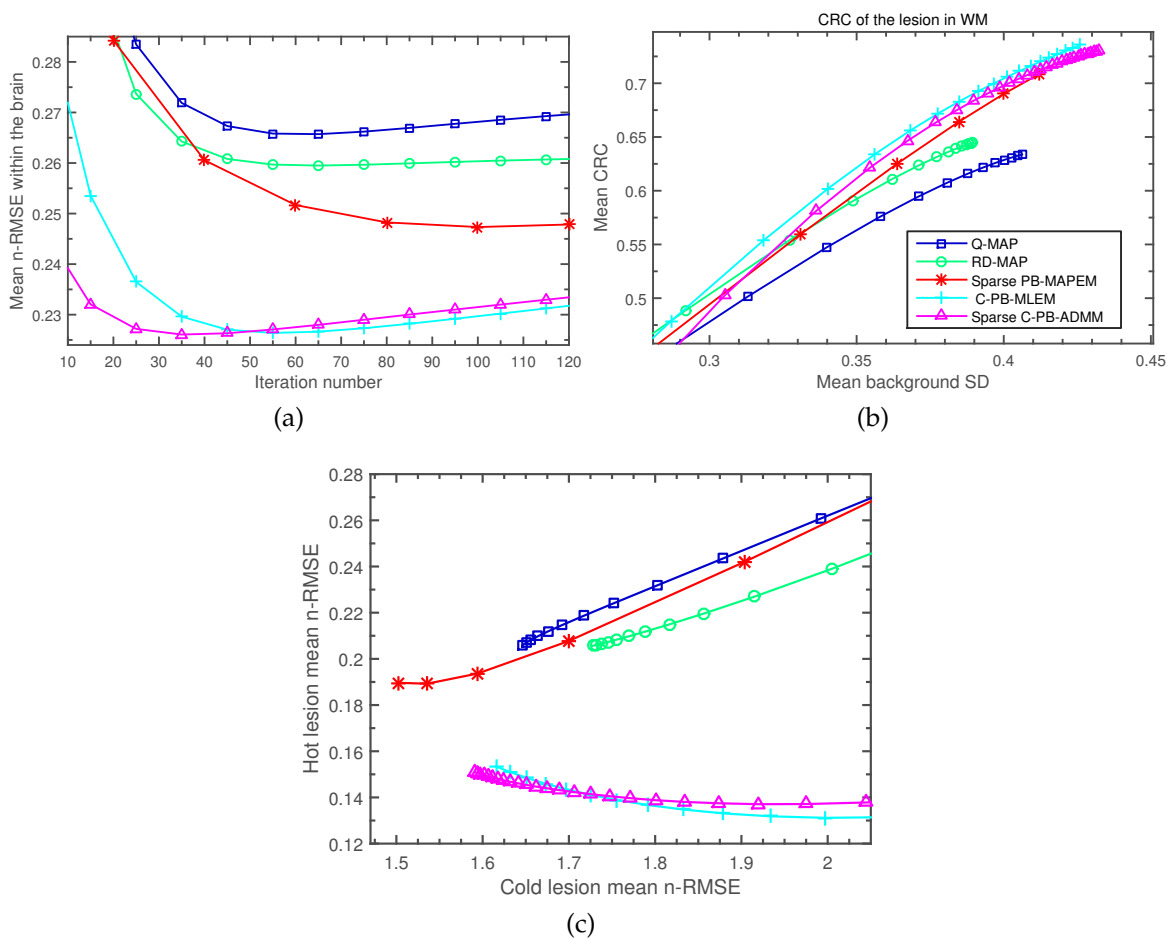 CRC of the lesion in WM
0.28
0.27
0.26
0.25
0.24
0.23
Mean n-RMSE within the brain
10 20 30 40 50 60 70 80 90 100 110 120
Iteration number
(a)
0.7
0.65
0.6
0.55
0.5
Mean CRC
Q-MAP
RD-MAP
Sparse PB-MAPEM
C-PB-MLEM
Sparse C-PB-ADMM
0.3 0.35 0.4 0.45
Mean background SD
(b)
0.28
0.26
0.24
0.22
0.2
0.18
0.16
0.14
0.12
Hot lesion mean n-RMSE
1.5 1.6 1.7 1.8 1.9 2
Cold lesion mean n-RMSE
(c)